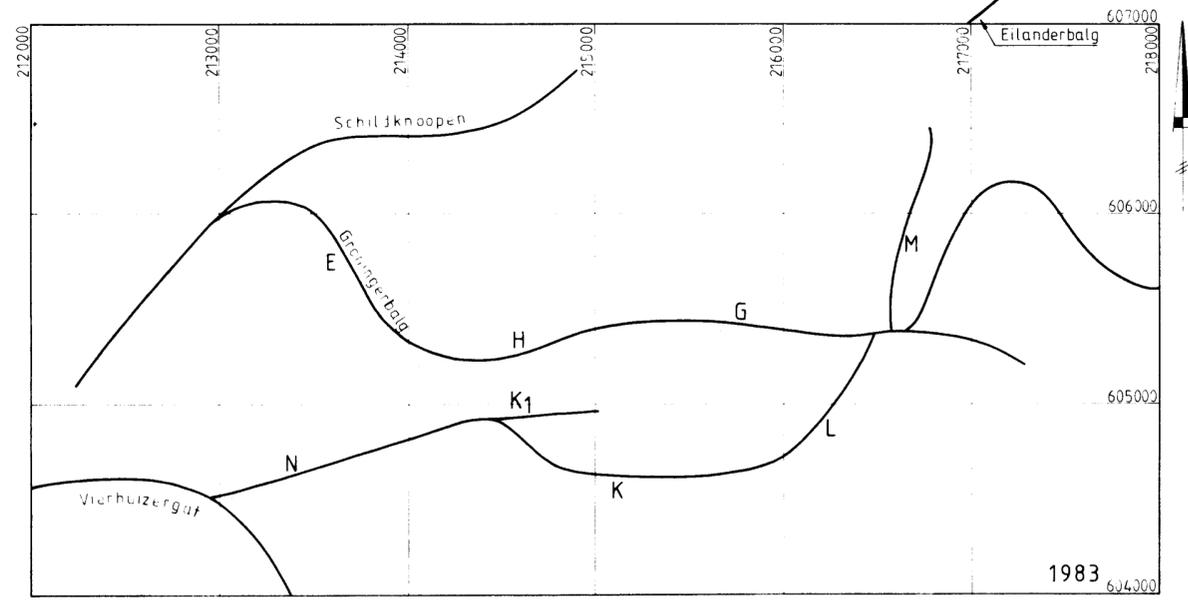 607000
Eilanderbalg
212000
213000
214000
215000
216000
217000
218000
Schildknoopen
606000
M
Groningerbalg
E
G
H
605000
K1
L
N
K
Vierhuizergat
1983
604000